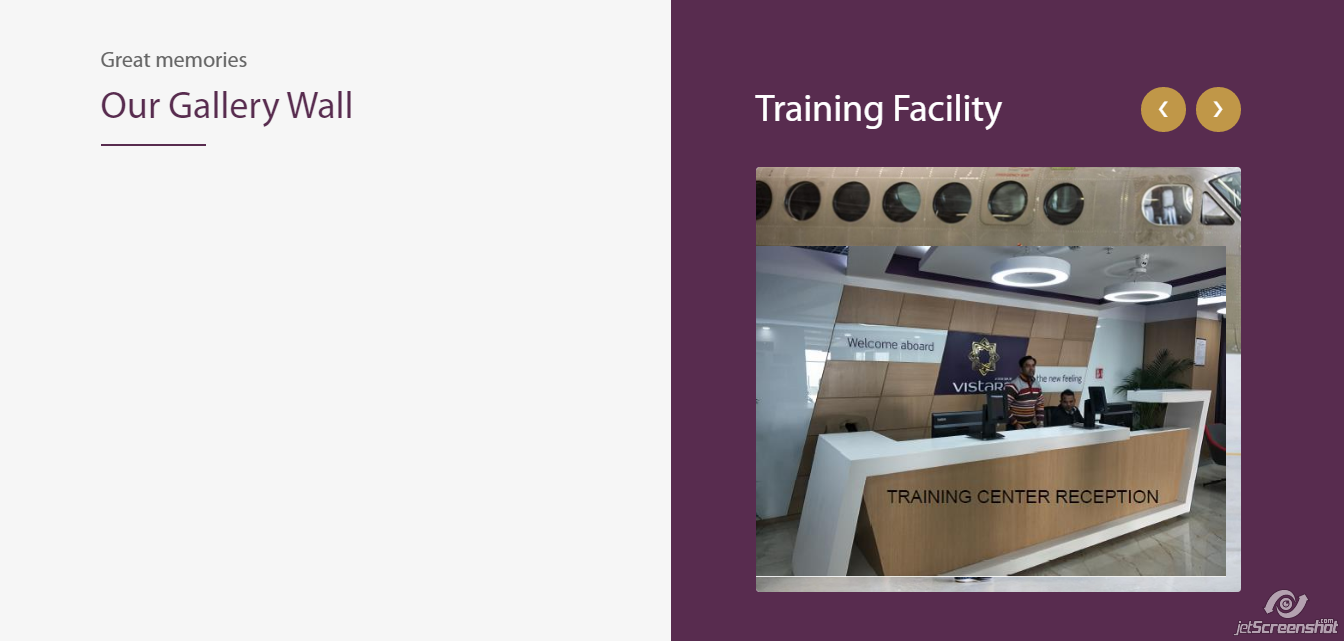 Great memories
Our Gallery Wall
Training Facility
Welcome aboard
VISTARA
the new feeling
TRAINING CENTER RECEPTION
jetScreenshot.com